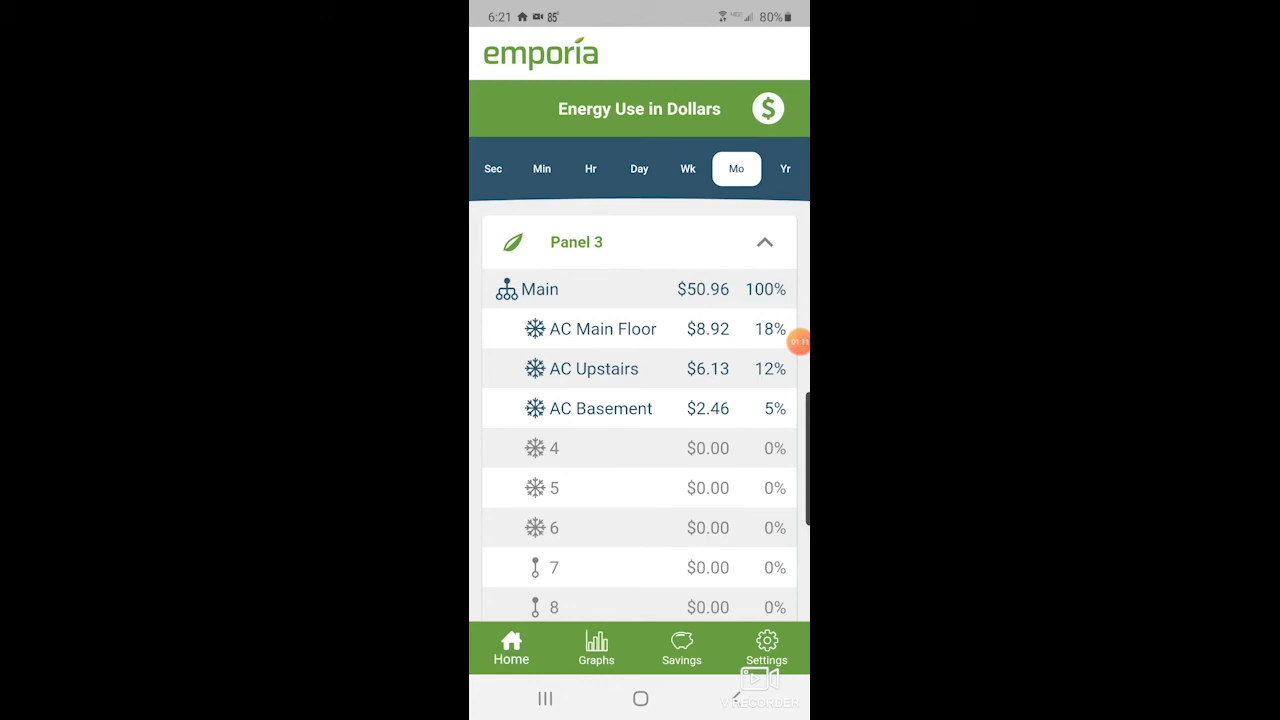 6:21 85°
80%
emporia
Energy Use in Dollars $
Sec Min Hr Day Wk Mo Yr
Panel 3
Main $50.96 100%
AC Main Floor $8.92 18%
01:11
AC Upstairs $6.13 12%
AC Basement $2.46 5%
4 $0.00 0%
5 $0.00 0%
6 $0.00 0%
7 $0.00 0%
8 $0.00 0%
Home Graphs Savings Settings
VRECORDER